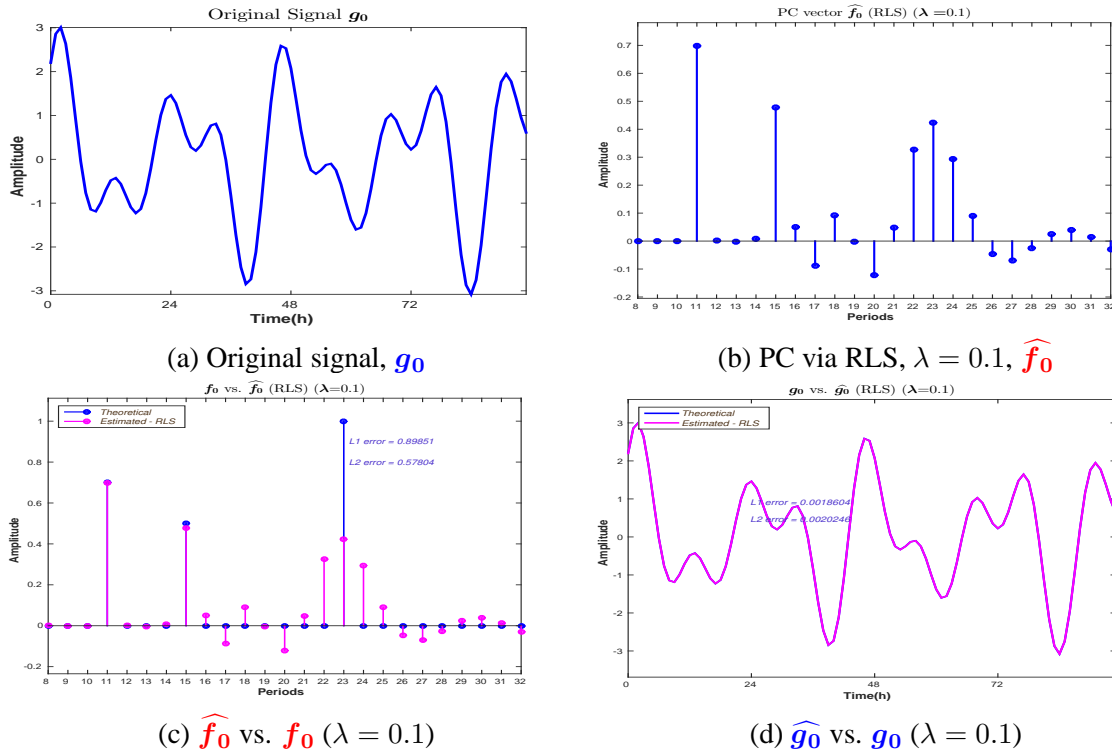 Original Signal g₀
3
2
1
0
-1
-2
-3
Amplitude
0 24 48 72
Time(h)
(a) Original signal, g₀
PC vector f̂₀ (RLS) (λ=0.1)
0.7
0.6
0.5
0.4
0.3
0.2
0.1
0
-0.1
-0.2
Amplitude
8 9 10 11 12 13 14 15 16 17 18 19 20 21 22 23 24 25 26 27 28 29 30 31 32
Periods
(b) PC via RLS, λ = 0.1, f̂₀
f₀ vs. f̂₀ (RLS) (λ=0.1)
Theoretical
Estimated - RLS
L1 error = 0.89851
L2 error = 0.57804
1
0.8
0.6
0.4
0.2
0
-0.2
Amplitude
8 9 10 11 12 13 14 15 16 17 18 19 20 21 22 23 24 25 26 27 28 29 30 31 32
Periods
(c) f̂₀ vs. f₀ (λ = 0.1)
g₀ vs. ĝ₀ (RLS) (λ=0.1)
Theoretical
Estimated - RLS
L1 error = 0.0018604
L2 error = 0.0020246
3
2
1
0
-1
-2
-3
Amplitude
0 24 48 72
Time(h)
(d) ĝ₀ vs. g₀ (λ = 0.1)